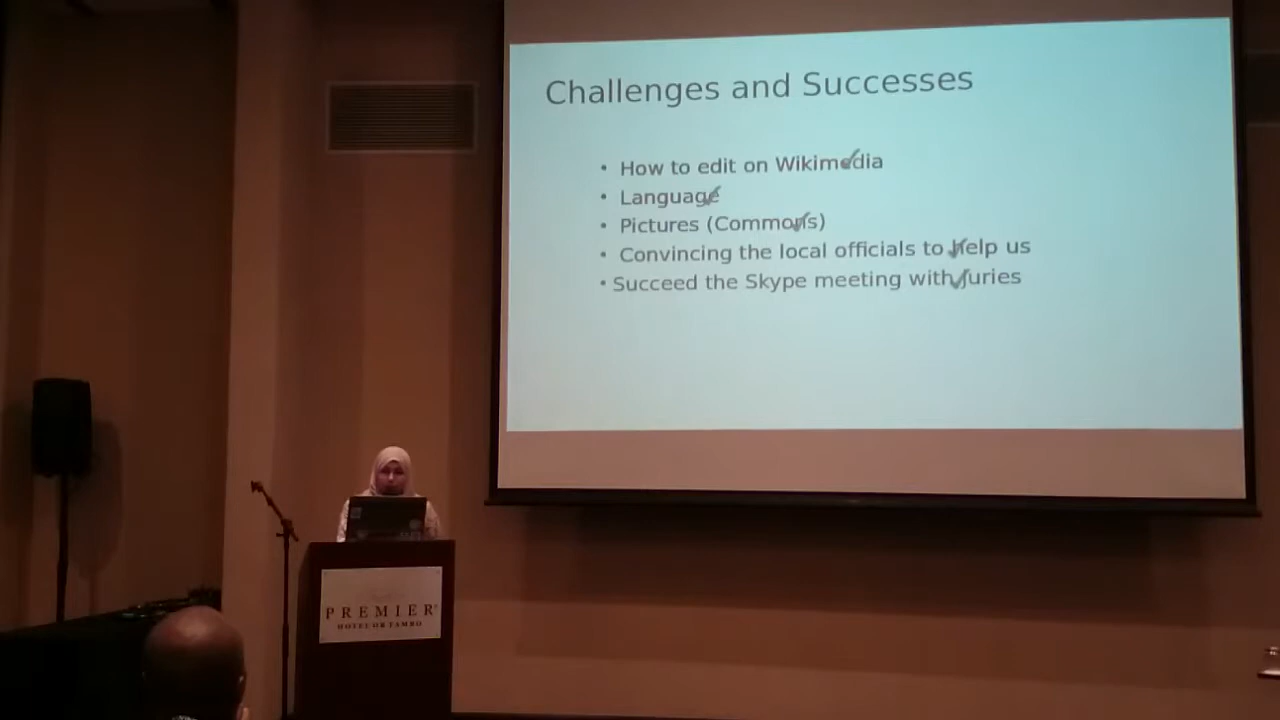 Challenges and Successes
• How to edit on Wikimedia
• Language
• Pictures (Commons)
• Convincing the local officials to help us
• Succeed the Skype meeting with juries
PREMIER
HOTEL OR TAMBO